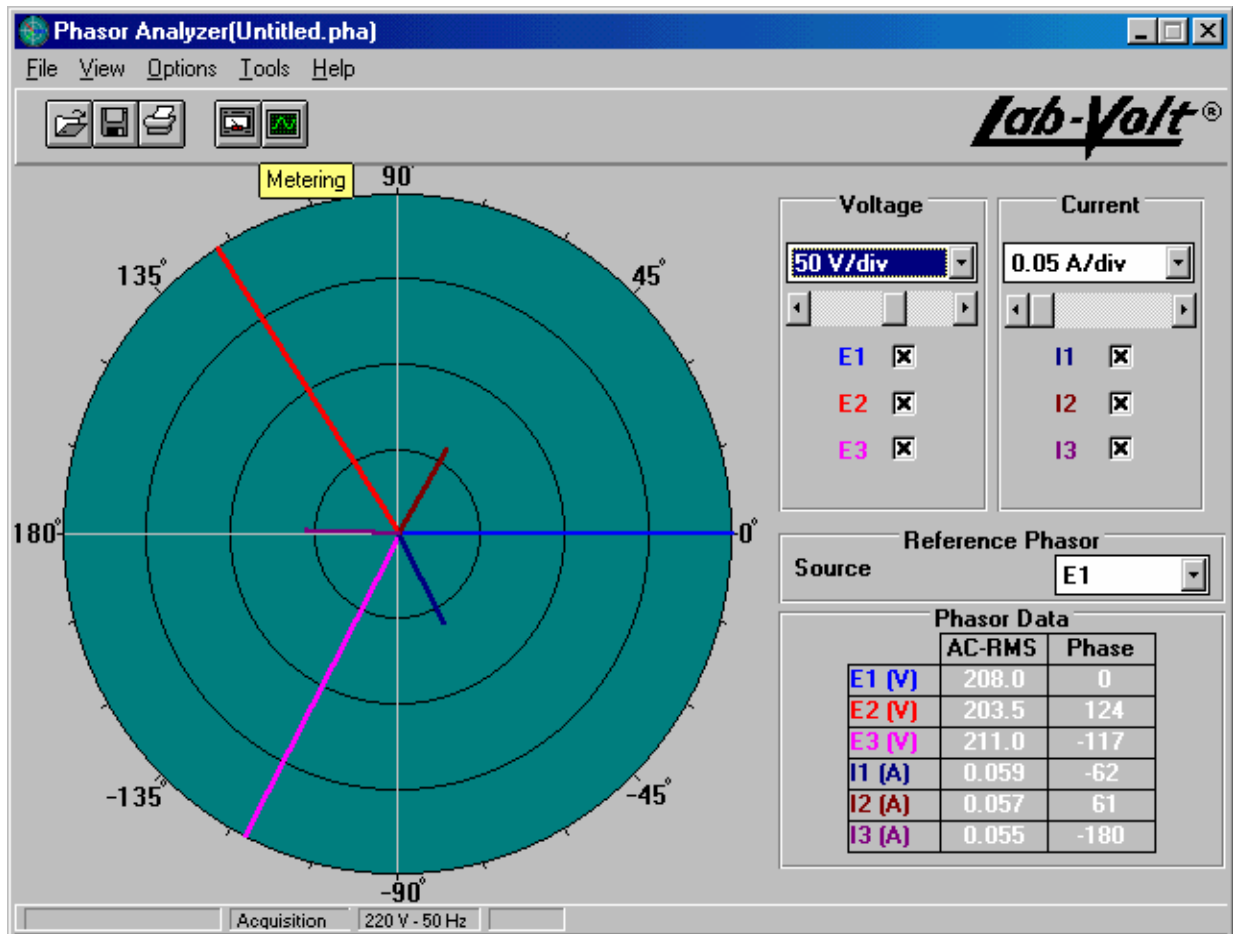 Phasor Analyzer(Untitled.pha)
File View Options Tools Help
Lab-Volt®
Metering
90°
135°
45°
180°
0°
-135°
-45°
-90°
Voltage
50 V/div
E1
E2
E3
Current
0.05 A/div
I1
I2
I3
Reference Phasor
Source E1
Phasor Data
AC-RMS Phase
E1 (V) 208.0 0
E2 (V) 203.5 124
E3 (V) 211.0 -117
I1 (A) 0.059 -62
I2 (A) 0.057 61
I3 (A) 0.055 -180
Acquisition 220 V - 50 Hz